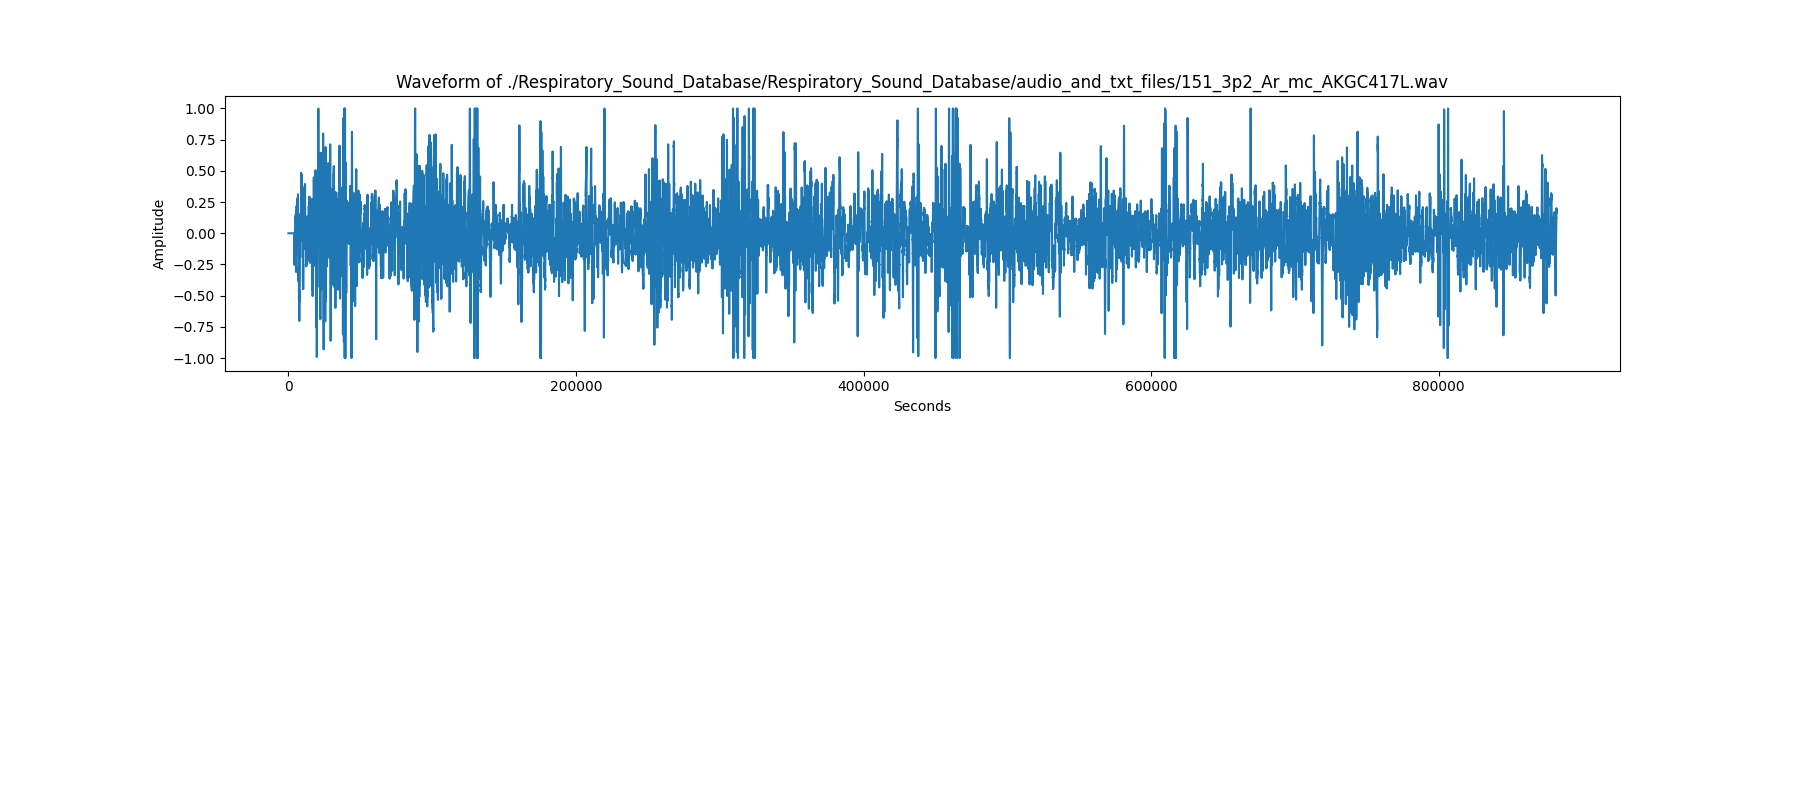 Waveform of ./Respiratory_Sound_Database/Respiratory_Sound_Database/audio_and_txt_files/151_3p2_Ar_mc_AKGC417L.wav
1.00
0.75
0.50
0.25
0.00
−0.25
−0.50
−0.75
−1.00
Amplitude
0 200000 400000 600000 800000
Seconds